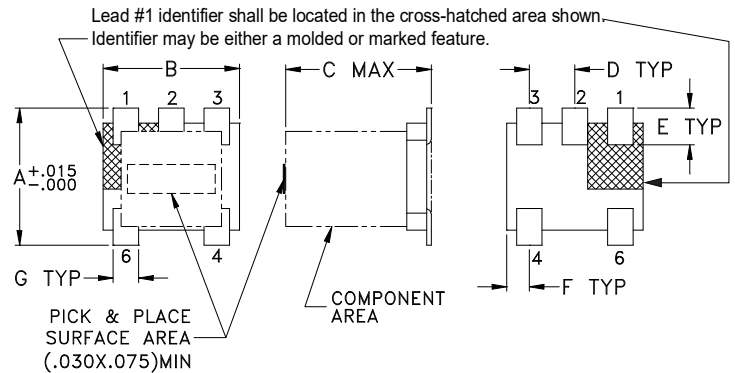 Lead #1 identifier shall be located in the cross-hatched area shown.
Identifier may be either a molded or marked feature.
B
C MAX
D TYP
1 2 3
3 2 1
E TYP
A+.015
-.000
6 4
4 6
G TYP
F TYP
PICK & PLACE
SURFACE AREA
(.030X.075)MIN
COMPONENT
AREA